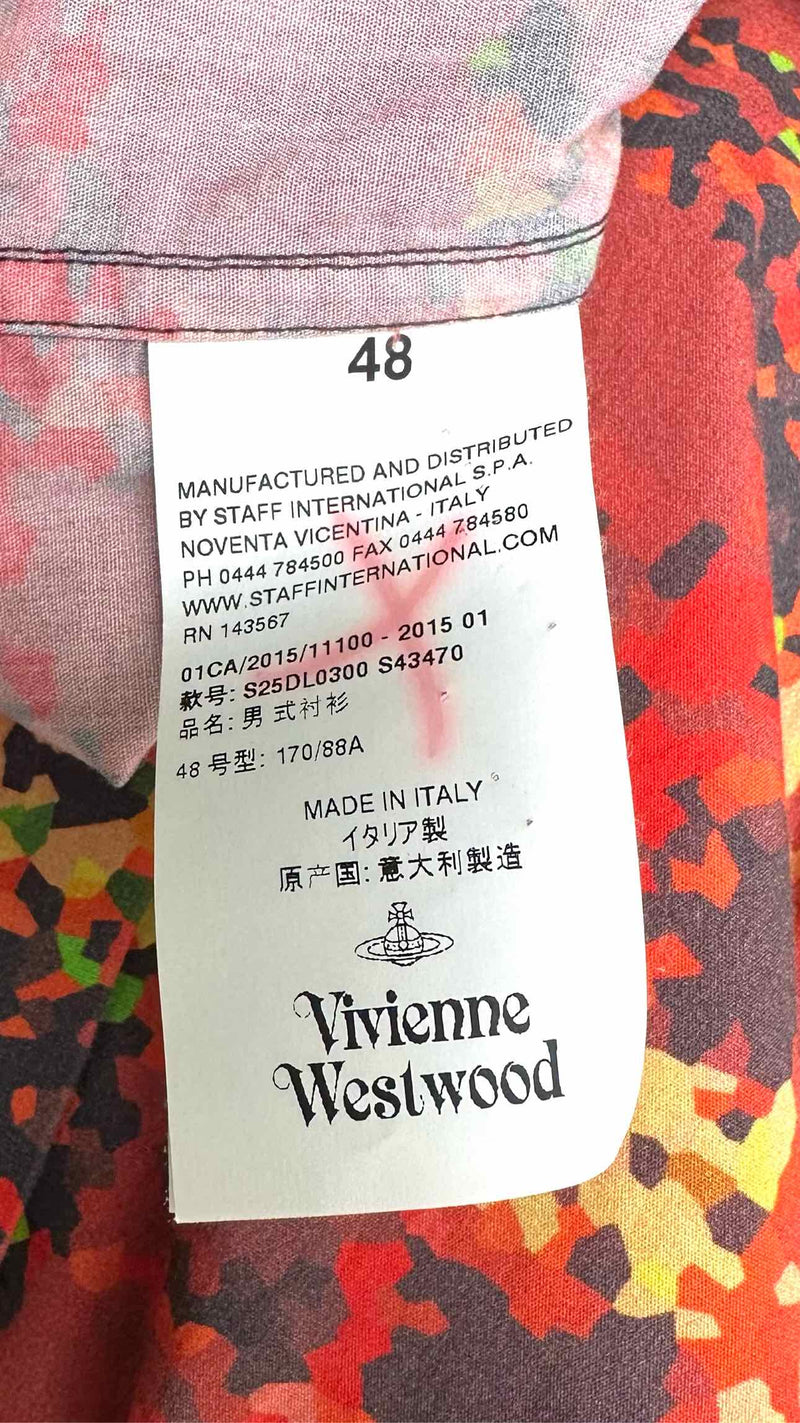 48
MANUFACTURED AND DISTRIBUTED
BY STAFF INTERNATIONAL S.P.A.
NOVENTA VICENTINA - ITALY
PH 0444 784500 FAX 0444 784580
WWW.STAFFINTERNATIONAL.COM
RN 143567
01CA/2015/11100 - 2015 01
款号: S25DL0300 S43470
品名: 男 式衬衫
48 号型: 170/88A
MADE IN ITALY
イタリア製
原产国: 意大利製造
Vivienne
Westwood